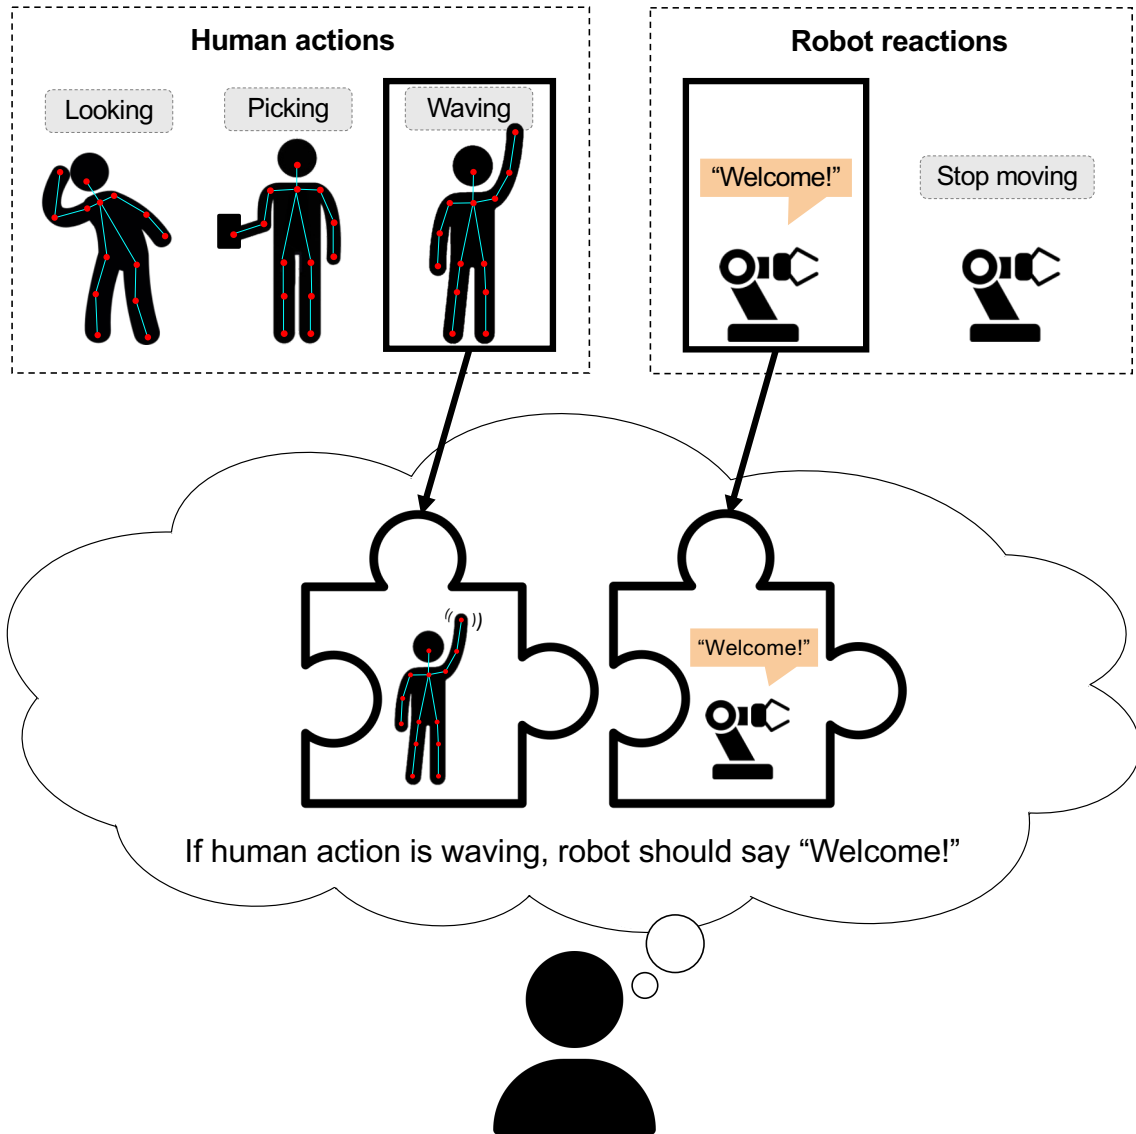 Human actions
Robot reactions
Looking
Picking
Waving
“Welcome!”
Stop moving
“Welcome!”
If human action is waving, robot should say “Welcome!”